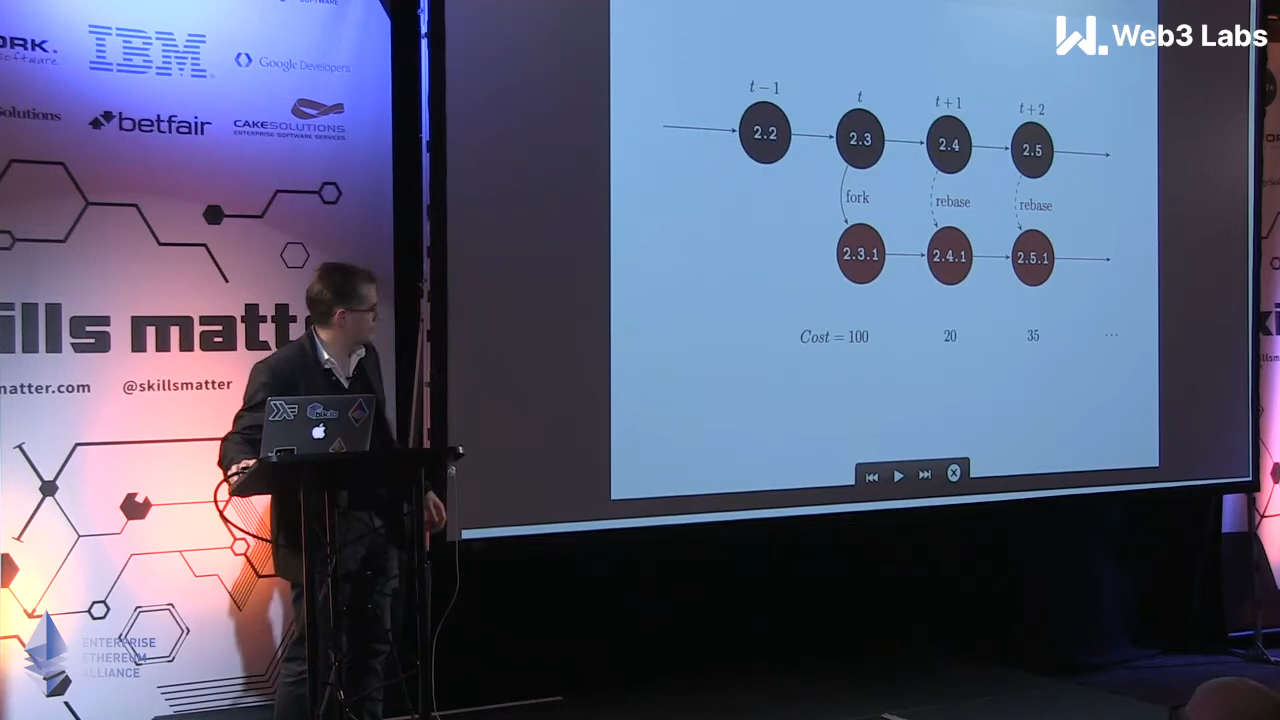 SOFTWARE
ORK.
software
IBM
Google Developers
Solutions
betfair
CAKESOLUTIONS
ENTERPRISE SOFTWARE SERVICES
ills matt
matter.com @skillsmatter
ENTERPRISE
ETHEREUM
ALLIANCE
W. Web3 Labs
t − 1 t t + 1 t + 2
2.2 2.3 2.4 2.5
fork rebase rebase
2.3.1 2.4.1 2.5.1
Cost = 100 20 35 ...